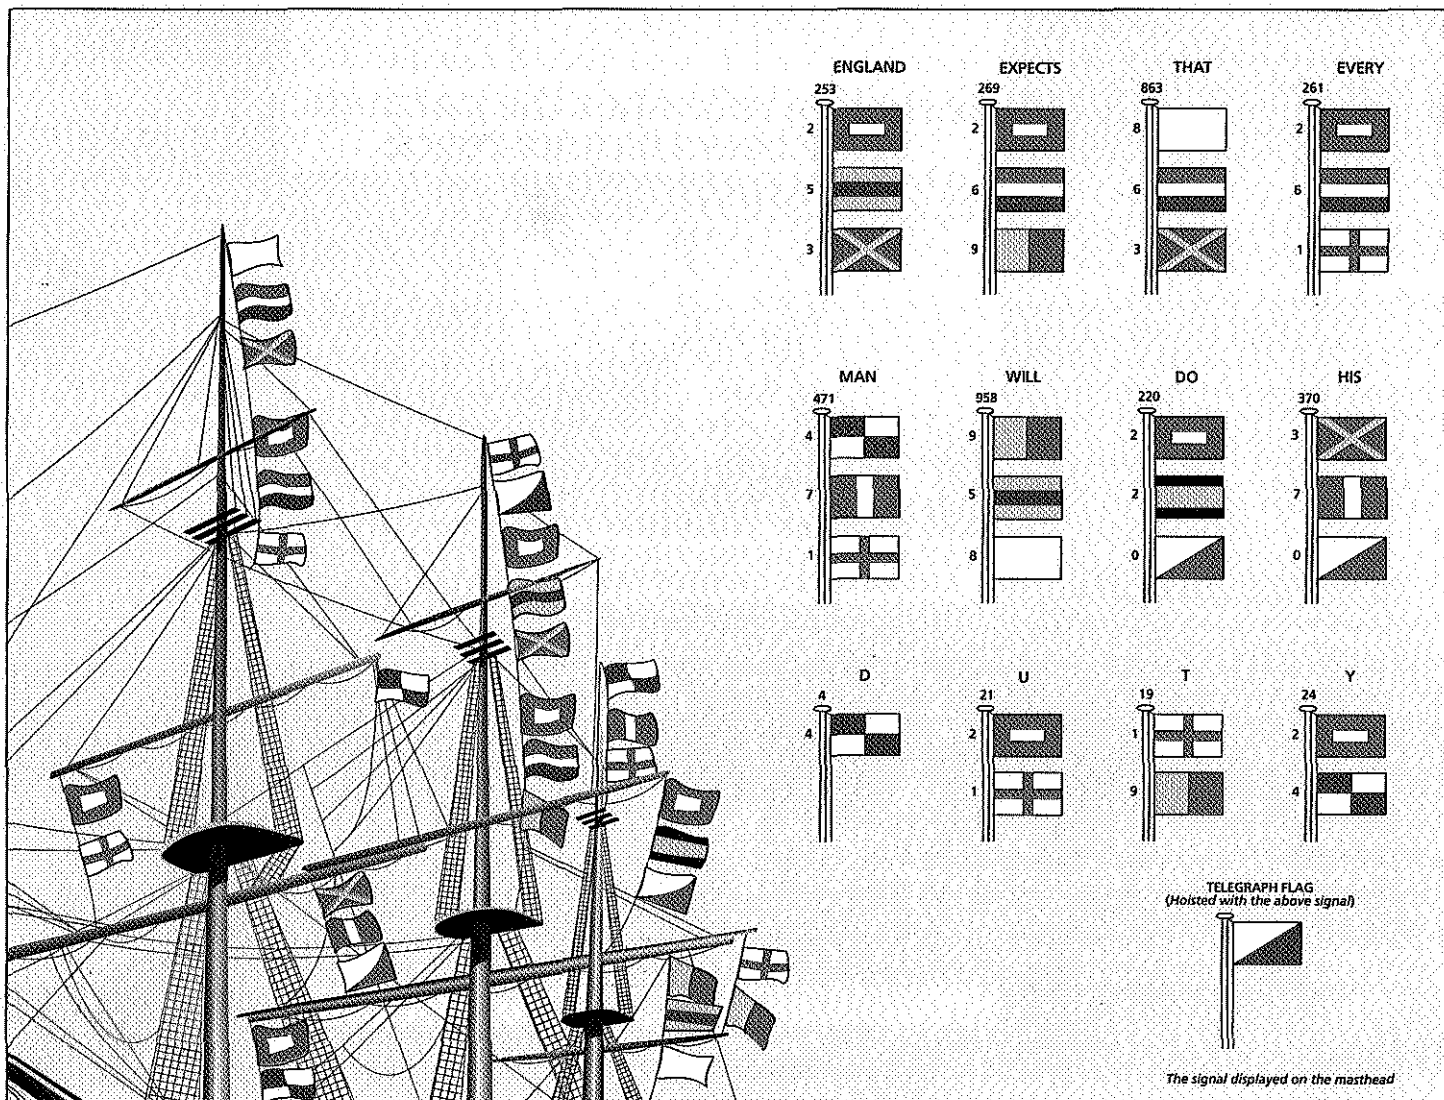 ENGLAND EXPECTS THAT EVERY
253 269 863 261
2 2 8 2
5 6 6 6
3 9 3 1
MAN WILL DO HIS
471 958 220 370
4 9 2 3
7 5 2 7
1 8 0 0
D U T Y
4 21 19 24
4 2 1 2
1 9 4
TELEGRAPH FLAG
(Hoisted with the above signal)
The signal displayed on the masthead